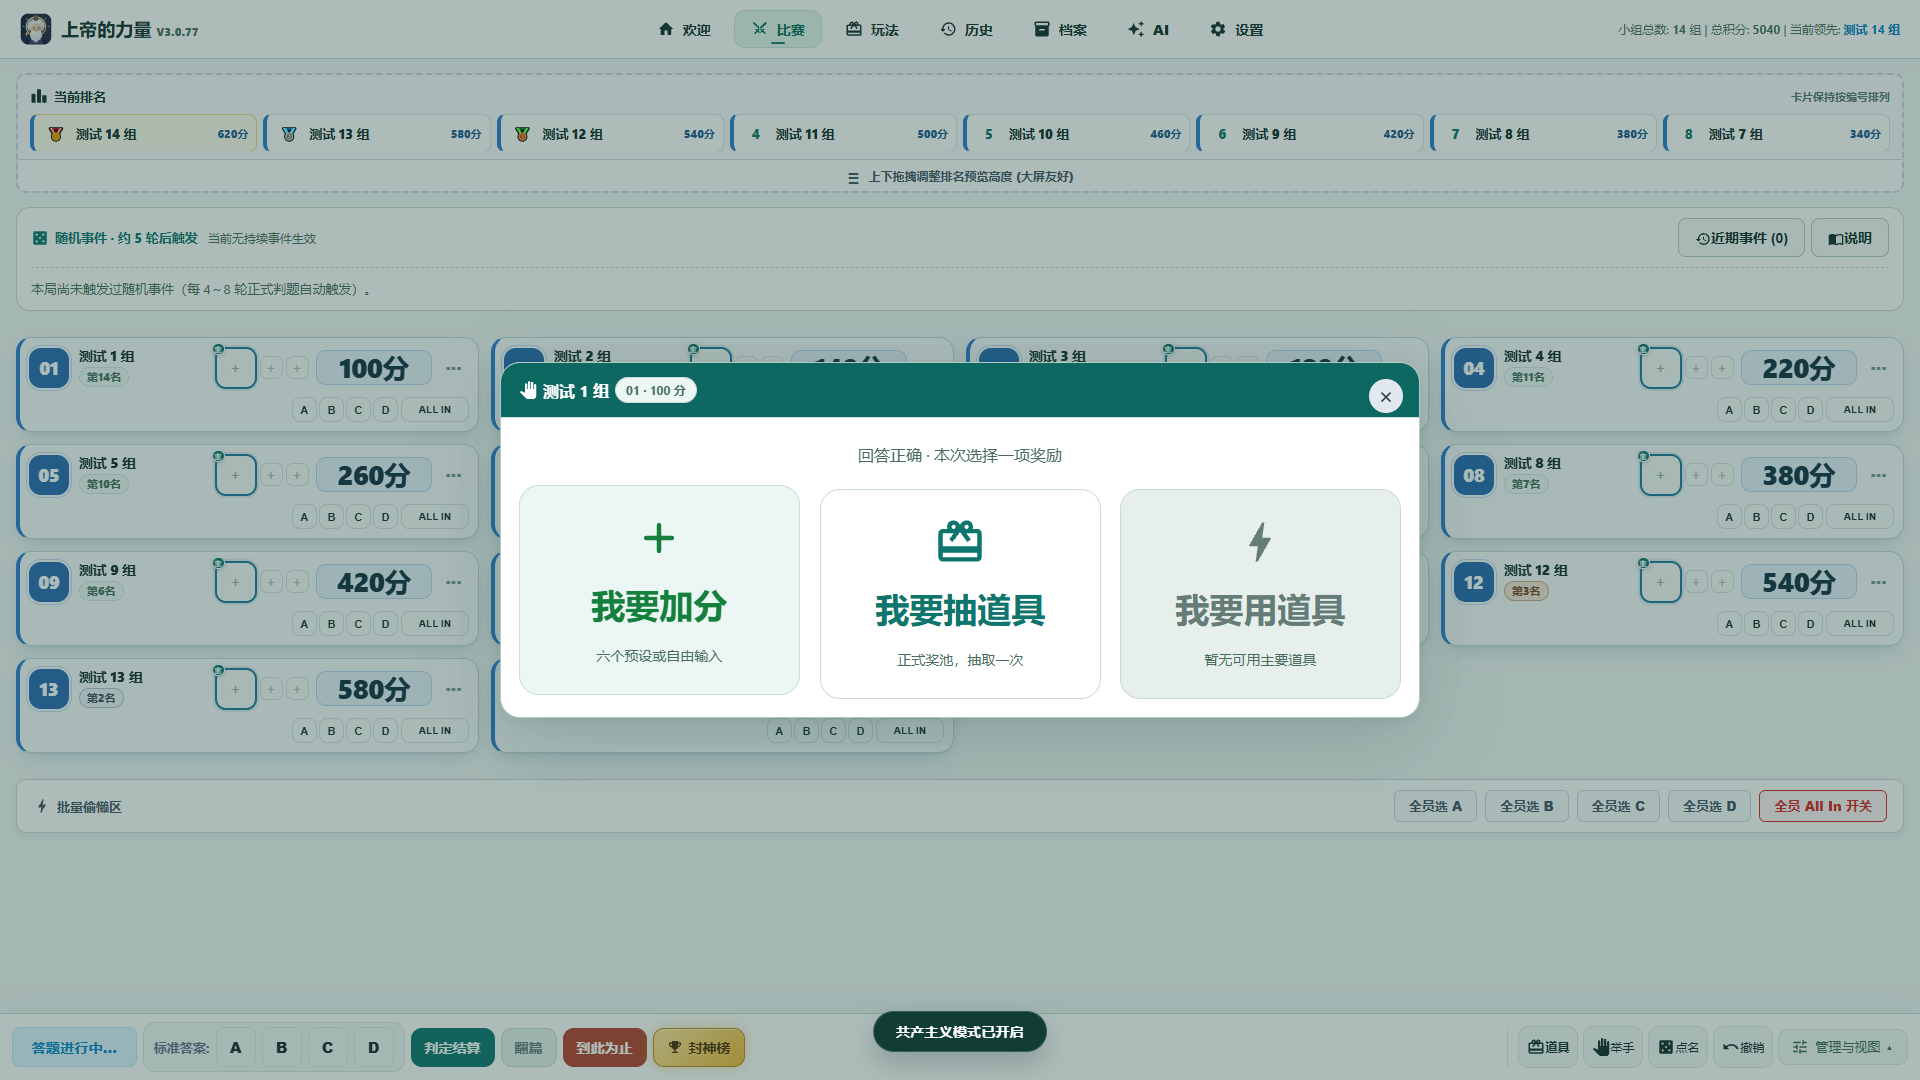 上帝的力量 V3.0.77
欢迎
比赛
玩法
历史
档案
AI
设置
小组总数: 14 组 | 总积分: 5040 | 当前领先: 测试 14 组
当前排名
卡片保持按编号排列
测试 14 组 620分
测试 13 组 580分
测试 12 组 540分
4 测试 11 组 500分
5 测试 10 组 460分
6 测试 9 组 420分
7 测试 8 组 380分
8 测试 7 组 340分
上下拖拽调整排名预览高度 (大屏友好)
随机事件 · 约 5 轮后触发 当前无持续事件生效
近期事件 (0)
说明
本局尚未触发过随机事件（每 4～8 轮正式判题自动触发）。
01 测试 1 组 第14名 100分
A B C D ALL IN
测试 2 组
测试 3 组
04 测试 4 组 第11名 220分
A B C D ALL IN
测试 1 组 01 · 100 分
回答正确 · 本次选择一项奖励
我要加分
六个预设或自由输入
我要抽道具
正式奖池，抽取一次
我要用道具
暂无可用主要道具
05 测试 5 组 第10名 260分
A B C D ALL IN
08 测试 8 组 第7名 380分
A B C D ALL IN
09 测试 9 组 第6名 420分
A B C D ALL IN
12 测试 12 组 第3名 540分
A B C D ALL IN
13 测试 13 组 第2名 580分
A B C D ALL IN
A B C D ALL IN
批量偷懒区
全员选 A
全员选 B
全员选 C
全员选 D
全员 All In 开关
共产主义模式已开启
答题进行中...
标准答案: A B C D
判定结算
翻篇
到此为止
封神榜
道具
举手
点名
撤销
管理与视图